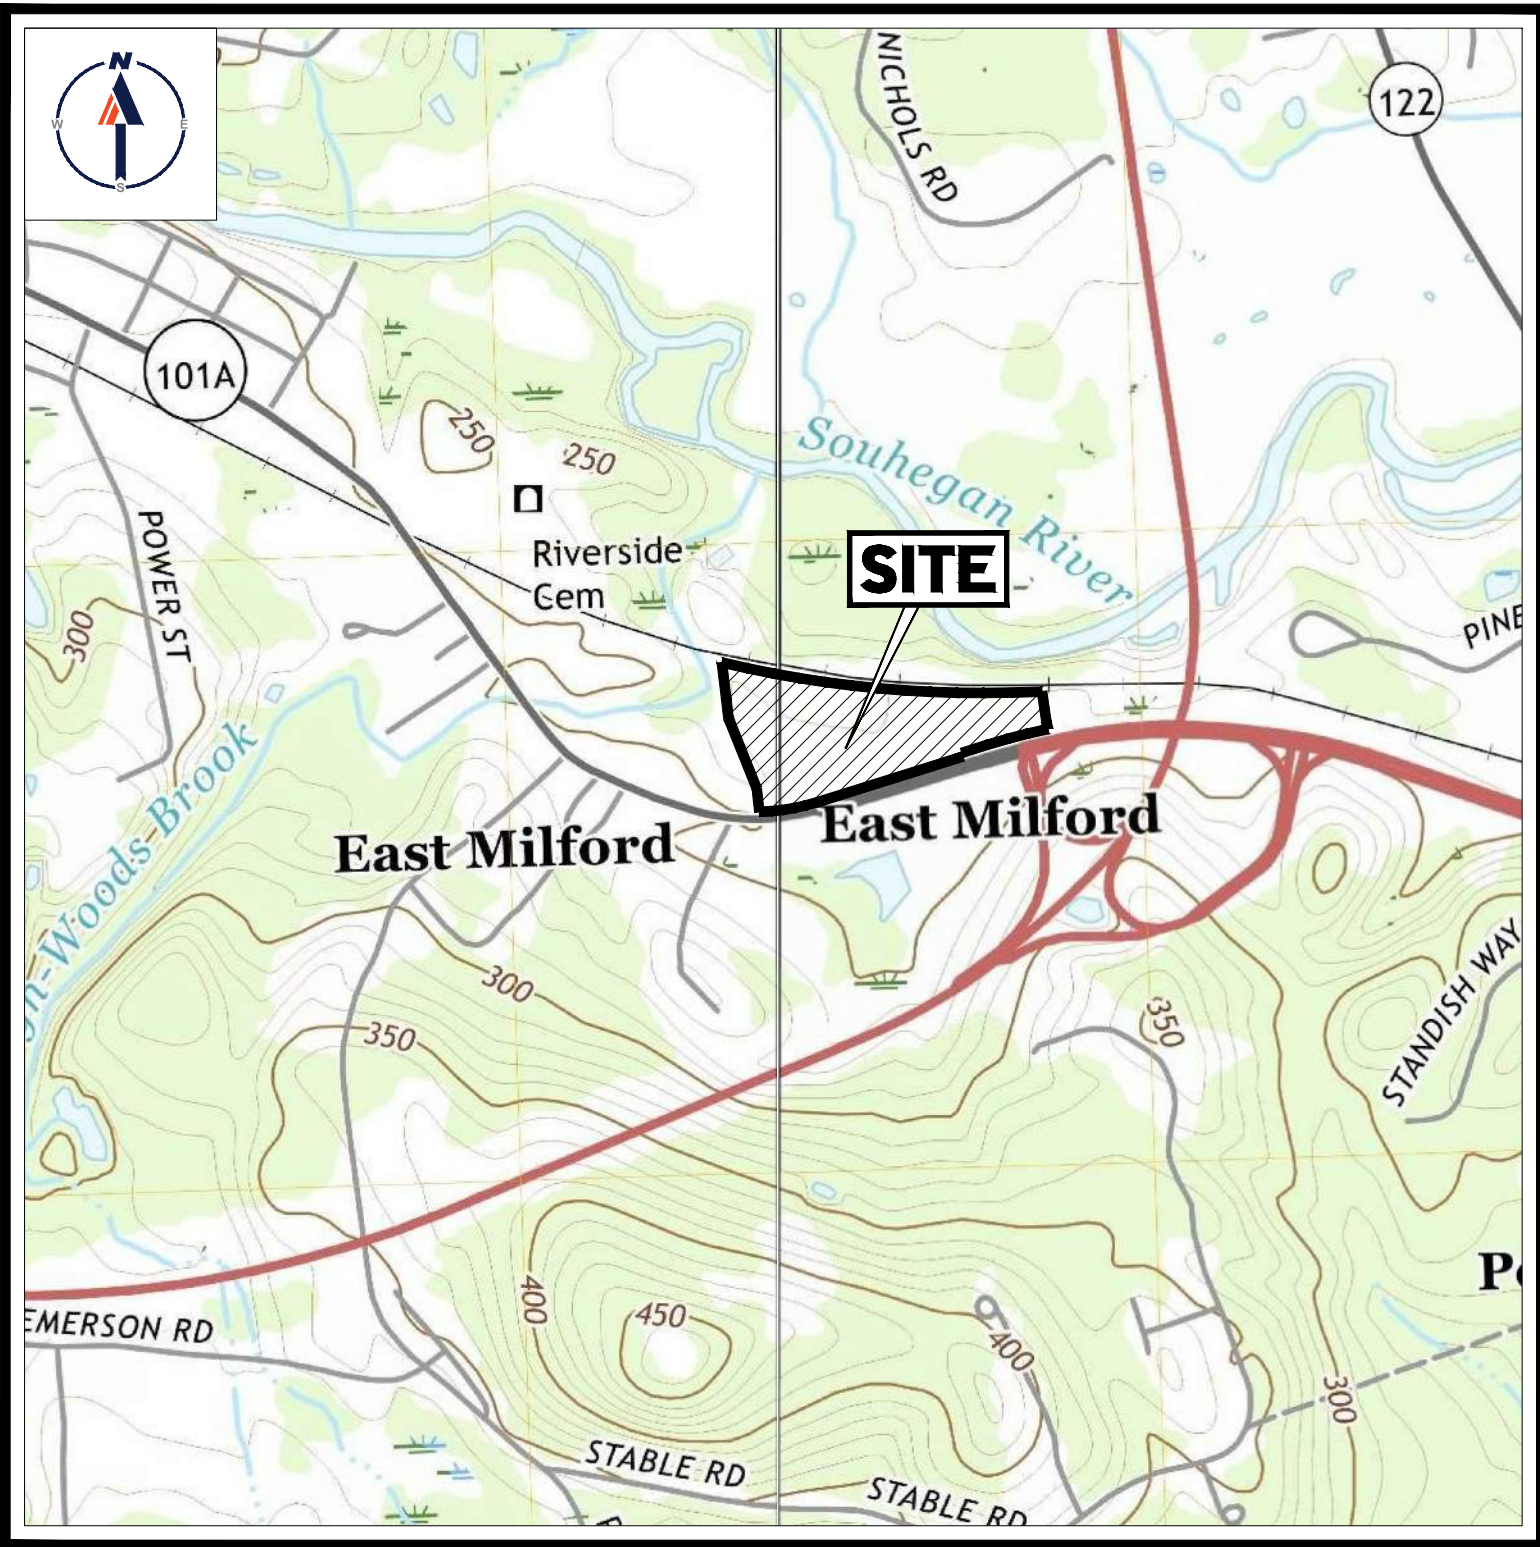 N
W
E
S
NICHOLS RD
122
101A
250
250
Souhegan River
Riverside
Cem
SITE
POWER ST
300
PINE
Woods Brook
East Milford
East Milford
300
350
350
STANDISH WAY
EMERSON RD
400
450
400
300
STABLE RD
STABLE RD